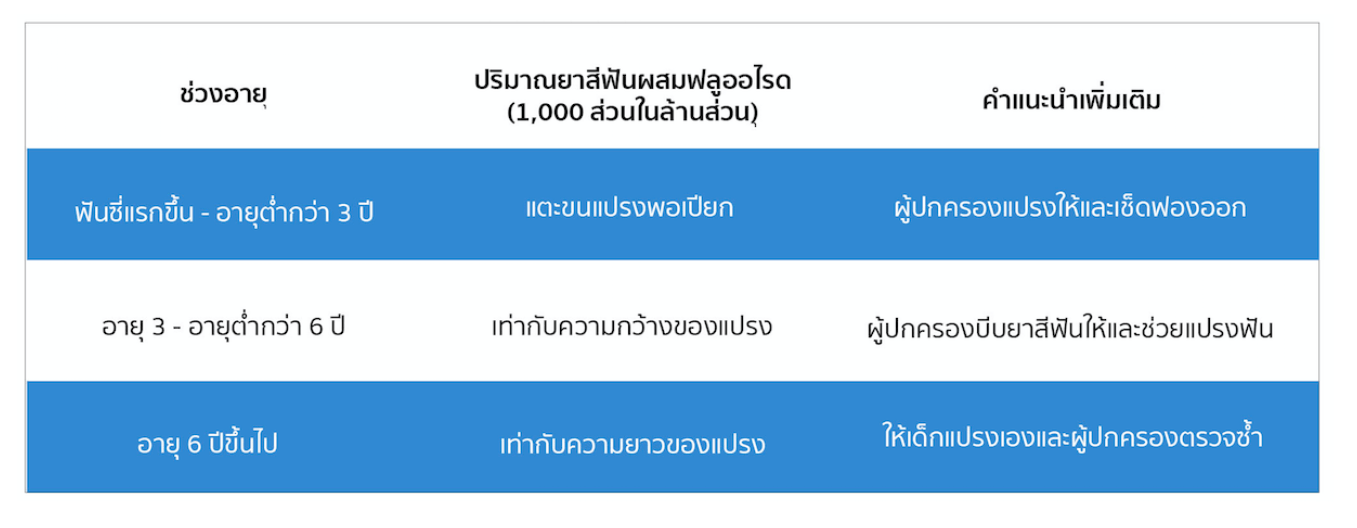 ช่วงอายุ
ปริมาณยาสีฟันผสมฟลูออไรด
(1,000 ส่วนในล้านส่วน)
คำแนะนำเพิ่มเติม
ฟันซี่แรกขึ้น - อายุต่ำกว่า 3 ปี
แตะขนแปรงพอเปียก
ผู้ปกครองแปรงให้และเช็ดฟองออก
อายุ 3 - อายุต่ำกว่า 6 ปี
เท่ากับความกว้างของแปรง
ผู้ปกครองบีบยาสีฟันให้และช่วยแปรงฟัน
อายุ 6 ปีขึ้นไป
เท่ากับความยาวของแปรง
ให้เด็กแปรงเองและผู้ปกครองตรวจซ้ำ